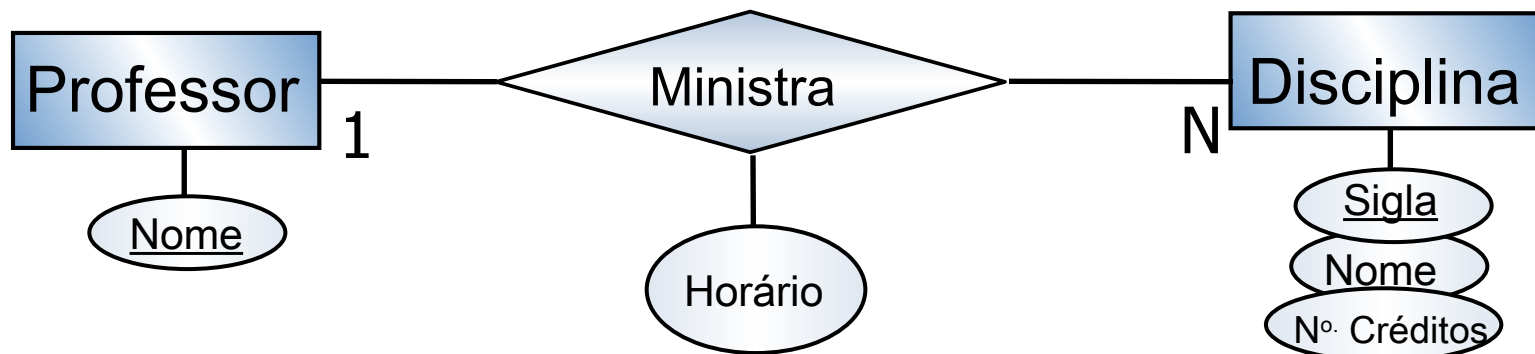 Professor
1
Ministra
N
Disciplina
Nome
Horário
Sigla
Nome
Nº. Créditos